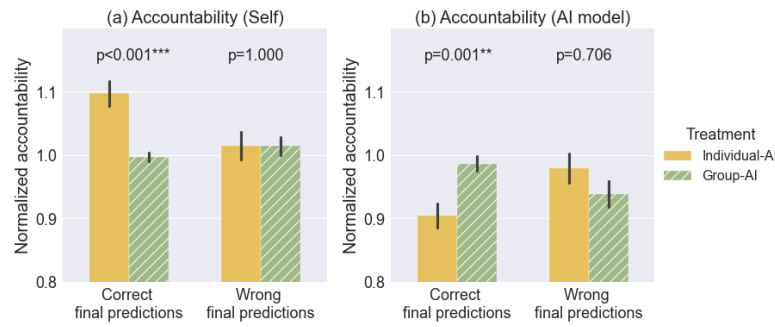 (a) Accountability (Self)
(b) Accountability (AI model)
Normalized accountability
1.1
1.0
0.9
0.8
p<0.001***
p=1.000
Correct
final predictions
Wrong
final predictions
Normalized accountability
1.1
1.0
0.9
0.8
p=0.001**
p=0.706
Correct
final predictions
Wrong
final predictions
Treatment
Individual-AI
Group-AI